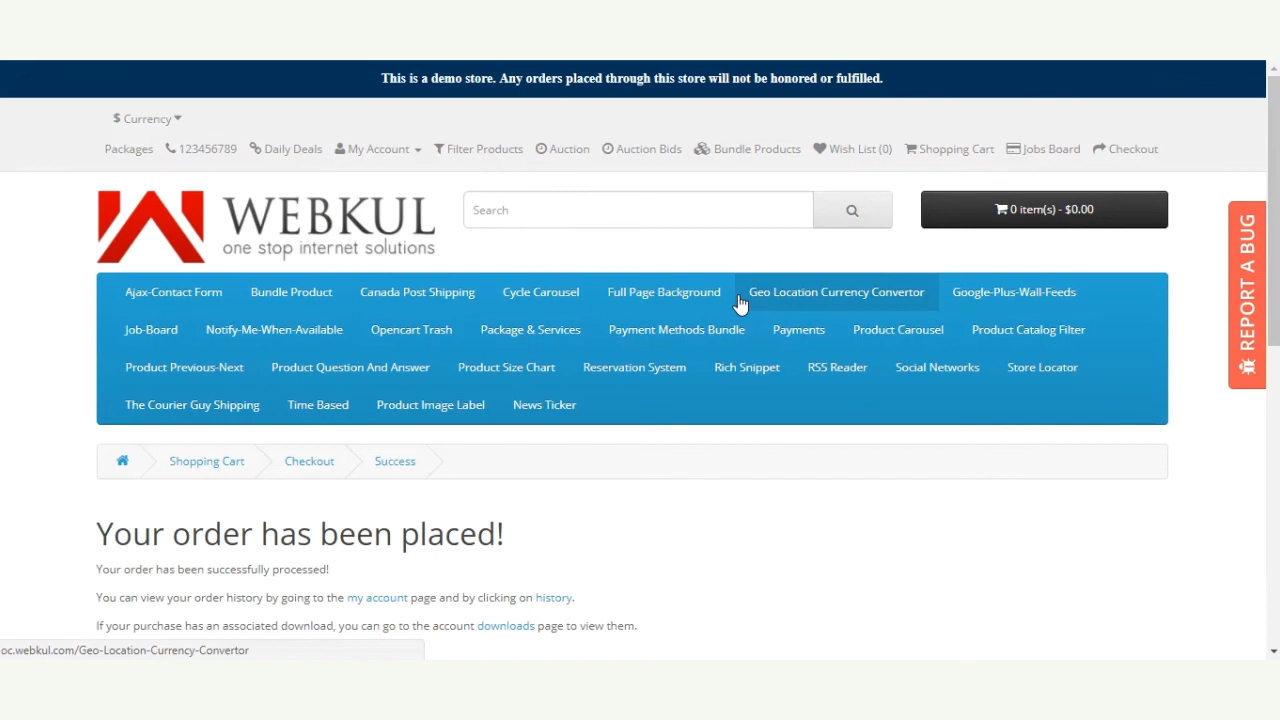 This is a demo store. Any orders placed through this store will not be honored or fulfilled.
$ Currency
Packages 123456789 Daily Deals My Account Filter Products Auction Auction Bids Bundle Products Wish List (0) Shopping Cart Jobs Board Checkout
WEBKUL
one stop internet solutions
Search
0 item(s) - $0.00
REPORT A BUG
Ajax-Contact Form Bundle Product Canada Post Shipping Cycle Carousel Full Page Background Geo Location Currency Convertor Google-Plus-Wall-Feeds
Job-Board Notify-Me-When-Available Opencart Trash Package & Services Payment Methods Bundle Payments Product Carousel Product Catalog Filter
Product Previous-Next Product Question And Answer Product Size Chart Reservation System Rich Snippet RSS Reader Social Networks Store Locator
The Courier Guy Shipping Time Based Product Image Label News Ticker
Shopping Cart Checkout Success
Your order has been placed!
Your order has been successfully processed!
You can view your order history by going to the my account page and by clicking on history.
If your purchase has an associated download, you can go to the account downloads page to view them.
oc.webkul.com/Geo-Location-Currency-Convertor